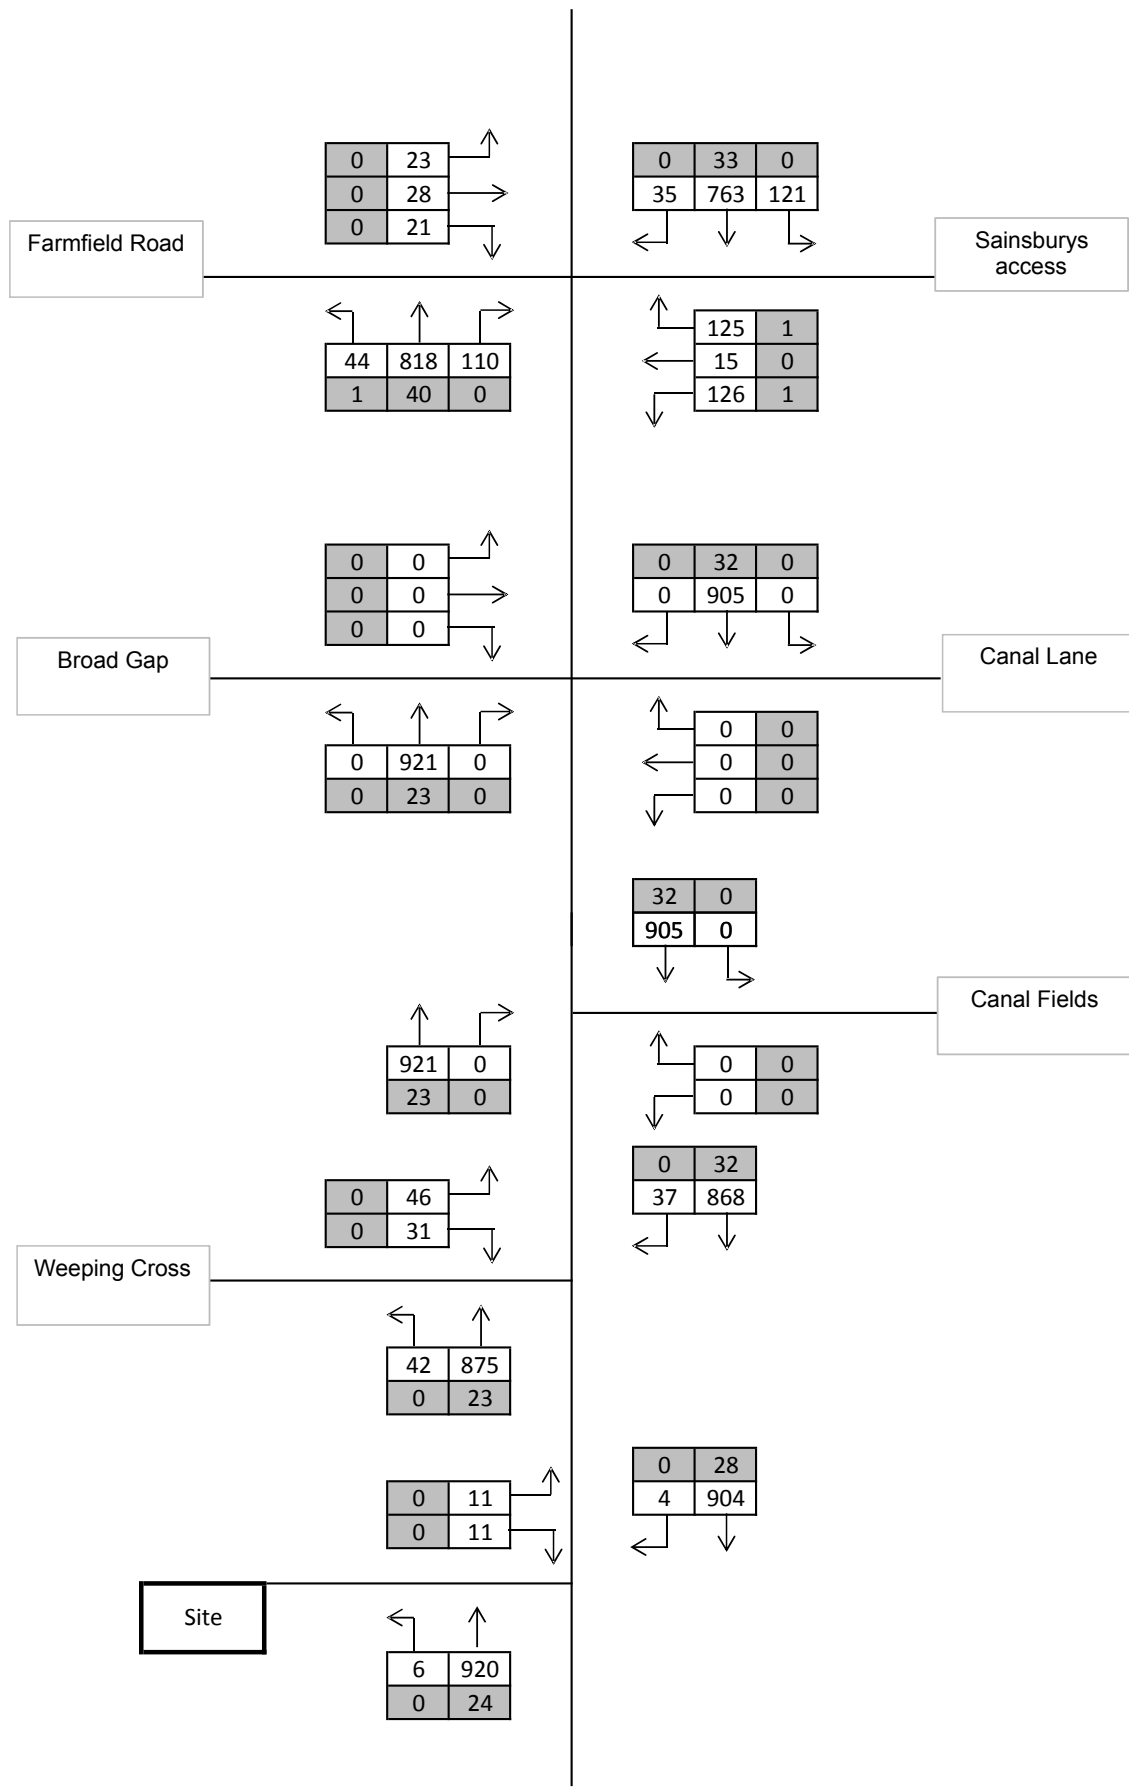 0 23
0 28
0 21
0 33 0
35 763 121
Farmfield Road
Sainsburys
access
44 818 110
1 40 0
125 1
15 0
126 1
0 0
0 0
0 0
0 32 0
0 905 0
Broad Gap
Canal Lane
0 921 0
0 23 0
0 0
0 0
0 0
32 0
905 0
Canal Fields
921 0
23 0
0 0
0 0
0 32
37 868
0 46
0 31
Weeping Cross
42 875
0 23
0 28
4 904
0 11
0 11
Site
6 920
0 24